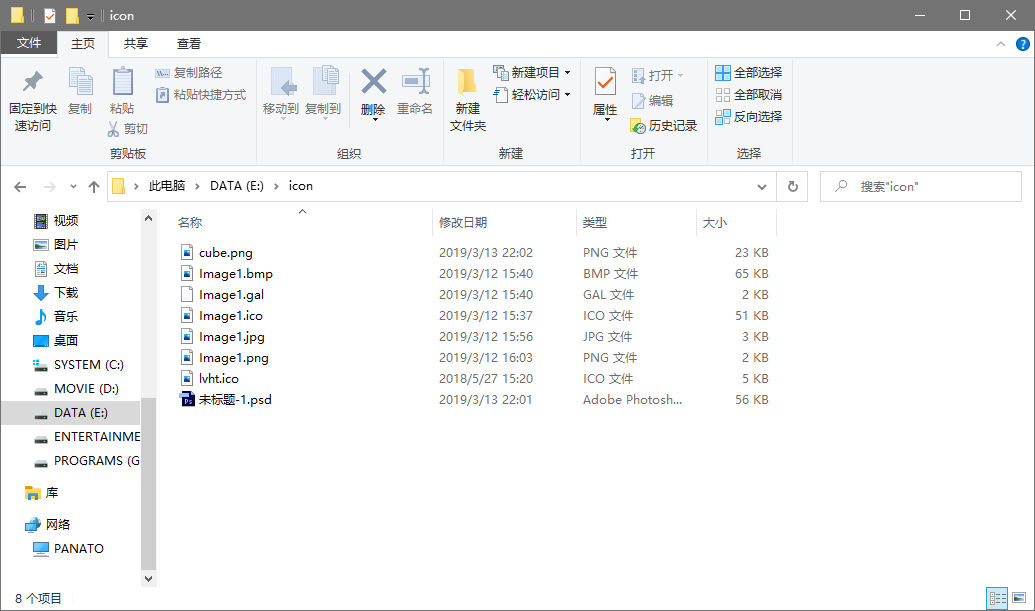 icon
文件 主页 共享 查看
固定到快
速访问
复制
粘贴
复制路径
粘贴快捷方式
剪切
剪贴板
移动到 复制到 删除 重命名
组织
新建
文件夹
新建项目
轻松访问
新建
属性
打开
编辑
历史记录
打开
全部选择
全部取消
反向选择
选择
此电脑 DATA (E:) icon
搜索"icon"
视频
图片
文档
下载
音乐
桌面
SYSTEM (C:)
MOVIE (D:)
DATA (E:)
ENTERTAINME
PROGRAMS (G
库
网络
PANATO
名称 修改日期 类型 大小
cube.png 2019/3/13 22:02 PNG 文件 23 KB
Image1.bmp 2019/3/12 15:40 BMP 文件 65 KB
Image1.gal 2019/3/12 15:40 GAL 文件 2 KB
Image1.ico 2019/3/12 15:37 ICO 文件 51 KB
Image1.jpg 2019/3/12 15:56 JPG 文件 3 KB
Image1.png 2019/3/12 16:03 PNG 文件 2 KB
lvht.ico 2018/5/27 15:20 ICO 文件 5 KB
未标题-1.psd 2019/3/13 22:01 Adobe Photosh... 56 KB
8 个项目